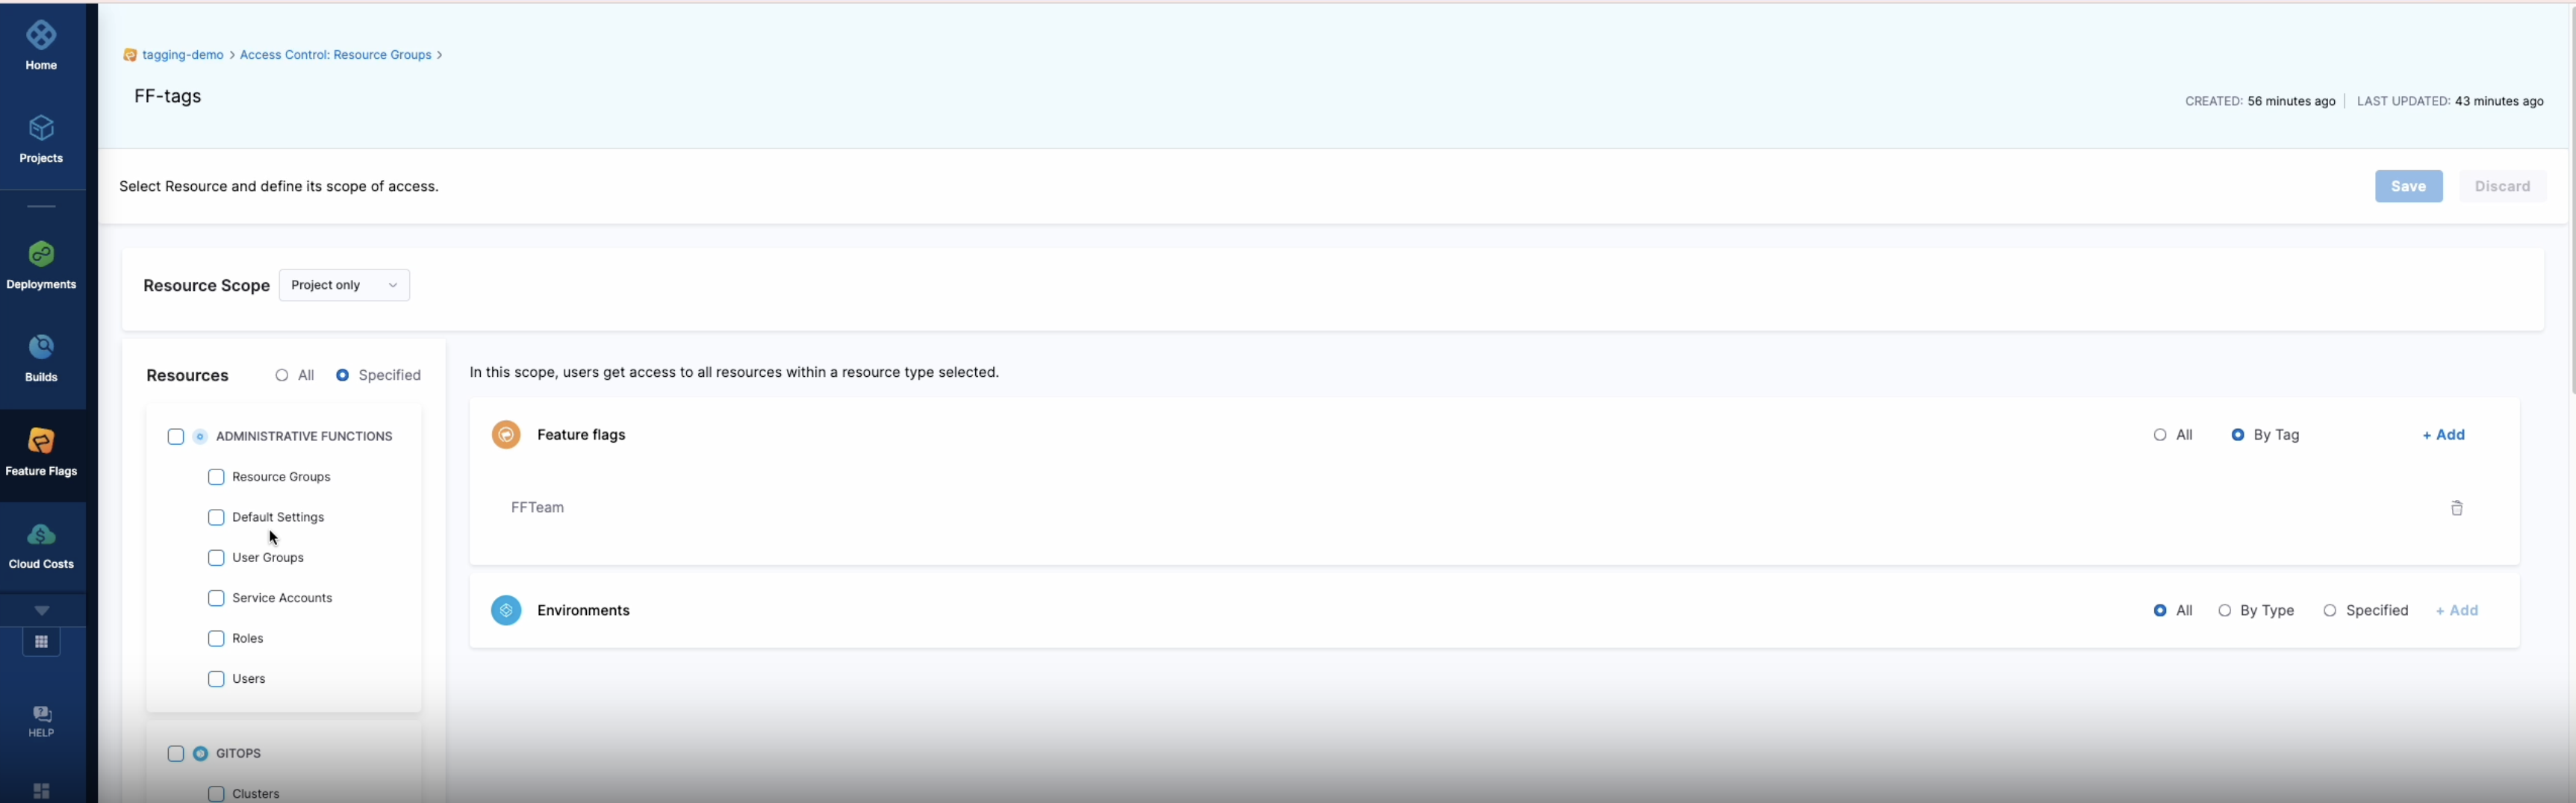 Home
Projects
Deployments
Builds
Feature Flags
Cloud Costs
HELP
tagging-demo > Access Control: Resource Groups >
FF-tags
CREATED: 56 minutes ago | LAST UPDATED: 43 minutes ago
Select Resource and define its scope of access.
Save Discard
Resource Scope Project only
Resources All Specified
ADMINISTRATIVE FUNCTIONS
Resource Groups
Default Settings
User Groups
Service Accounts
Roles
Users
GITOPS
Clusters
In this scope, users get access to all resources within a resource type selected.
Feature flags All By Tag + Add
FFTeam
Environments All By Type Specified + Add